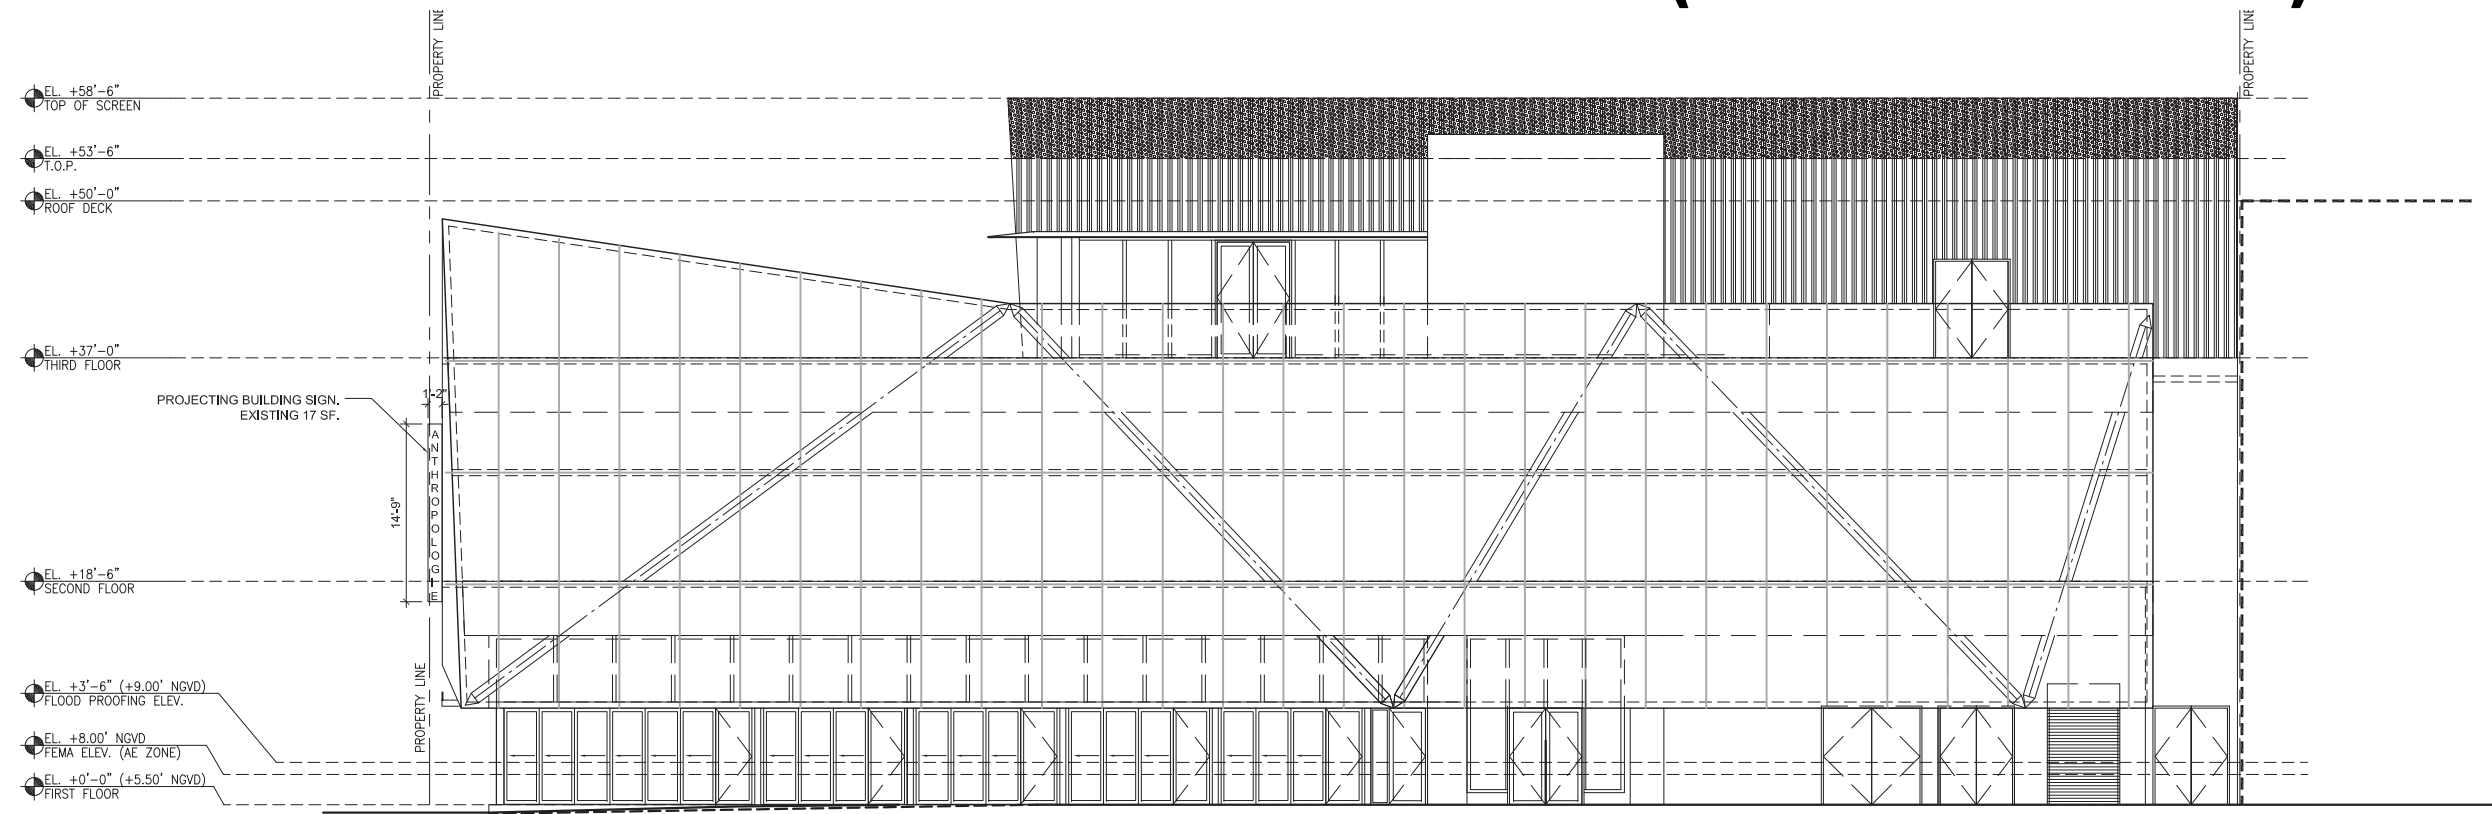 PROPERTY LINE
PROPERTY LINE
EL. +58'-6"
TOP OF SCREEN
EL. +53'-6"
T.O.P.
EL. +50'-0"
ROOF DECK
EL. +37'-0"
THIRD FLOOR
1'-2"
PROJECTING BUILDING SIGN.
EXISTING 17 SF.
ANTHROPOLOGIE
14'-9"
EL. +18'-6"
SECOND FLOOR
PROPERTY LINE
EL. +3'-6" (+9.00' NGVD)
FLOOD PROOFING ELEV.
EL. +8.00' NGVD
FEMA ELEV. (AE ZONE)
EL. +0'-0" (+5.50' NGVD)
FIRST FLOOR